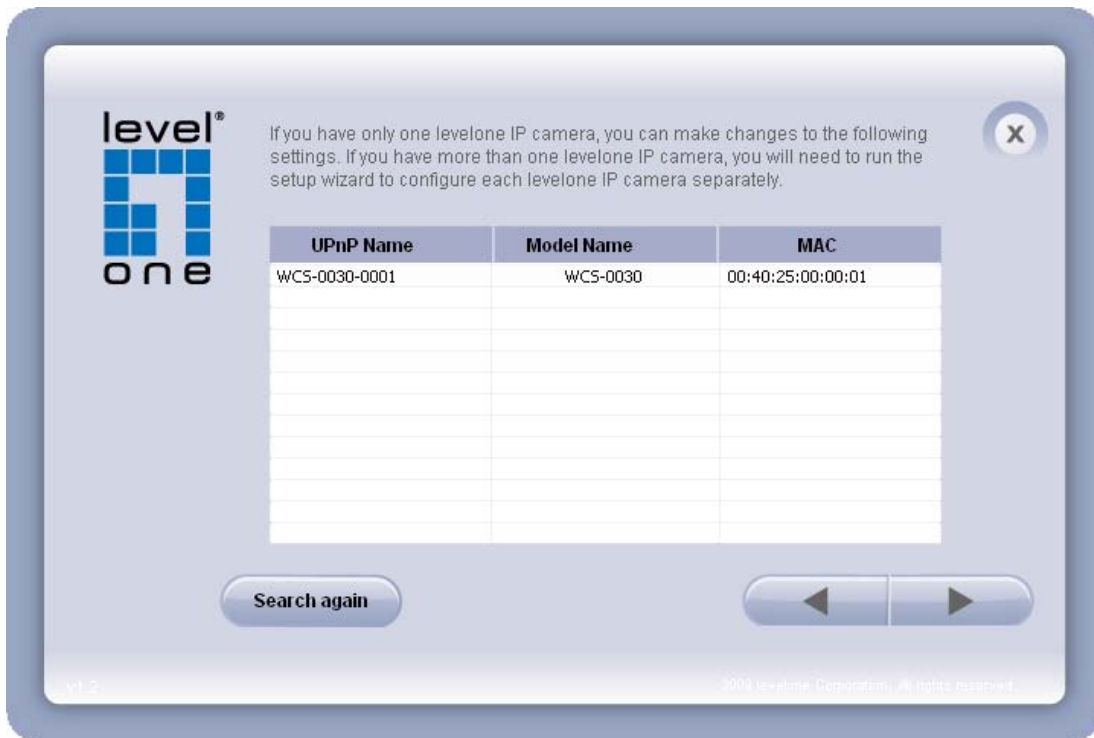 level®
one
If you have only one levelone IP camera, you can make changes to the following
settings. If you have more than one levelone IP camera, you will need to run the
setup wizard to configure each levelone IP camera separately.
X
UPnP Name Model Name MAC
WCS-0030-0001 WCS-0030 00:40:25:00:00:01
Search again
v1.2
2009 levelone Corporation. All rights reserved.